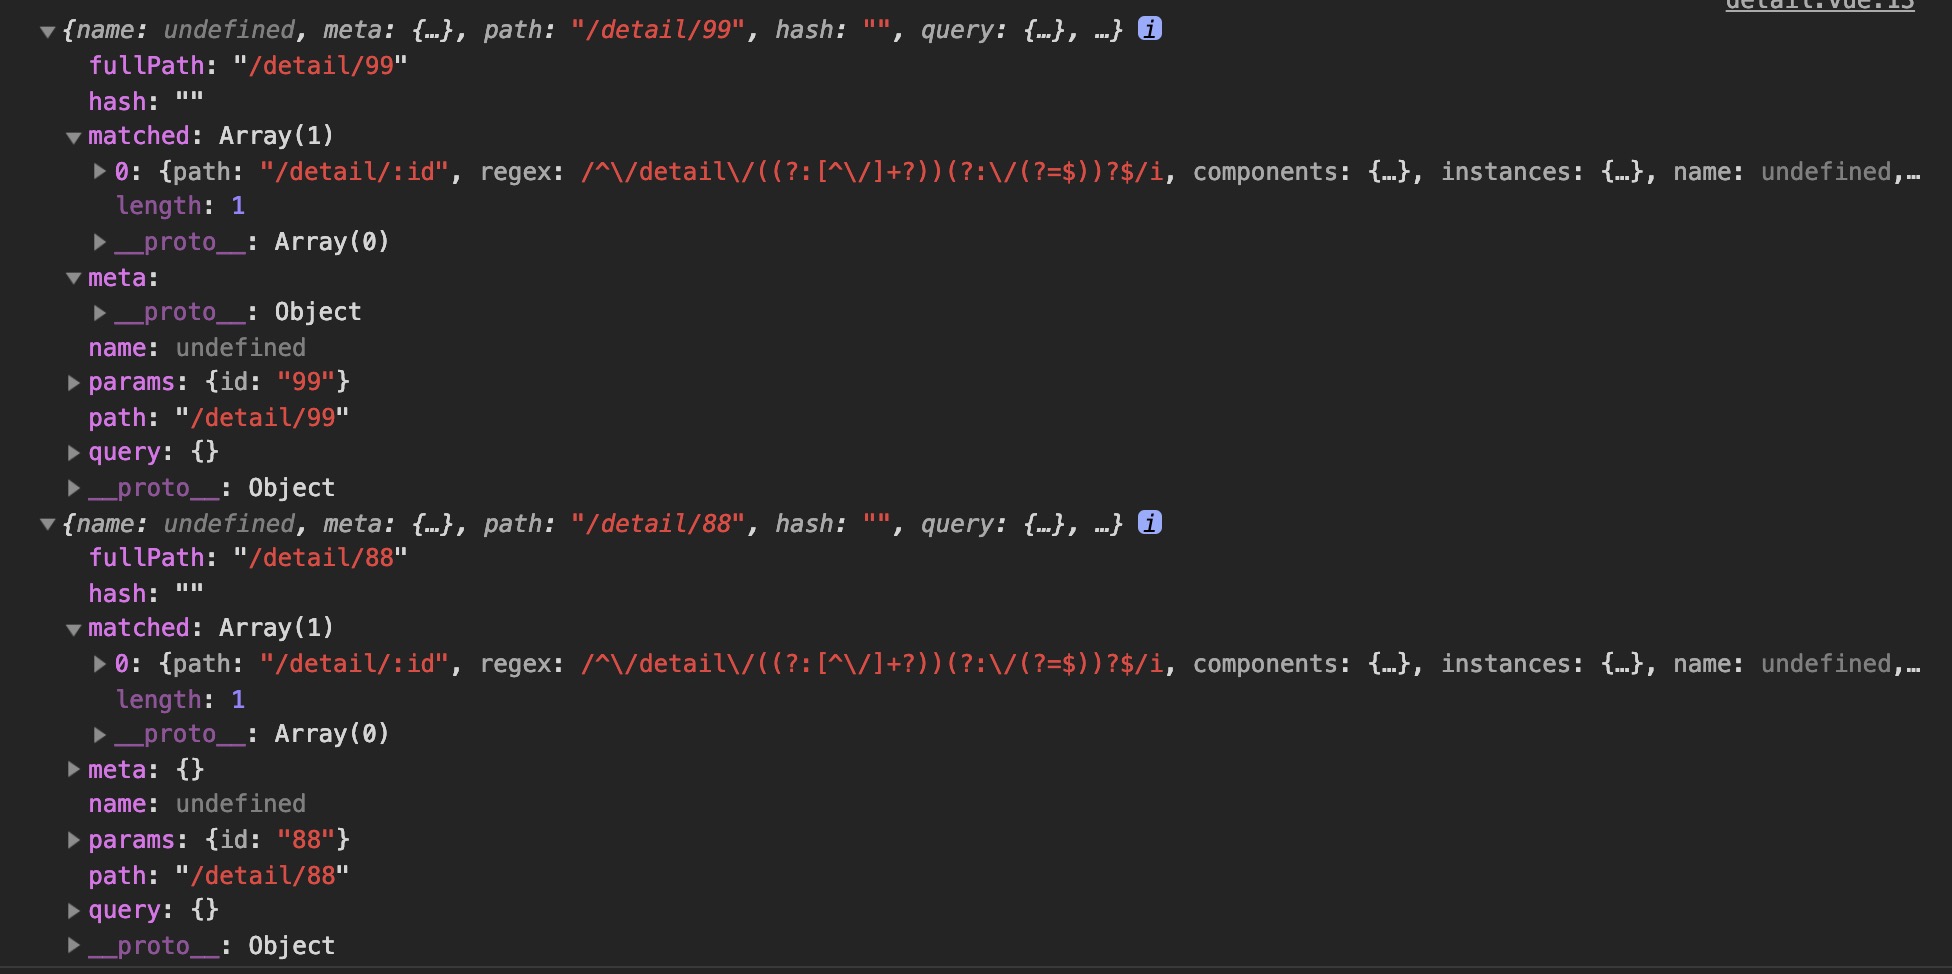 detail.vue:13
{name: undefined, meta: {…}, path: "/detail/99", hash: "", query: {…}, …} i
fullPath: "/detail/99"
hash: ""
matched: Array(1)
0: {path: "/detail/:id", regex: /^\/detail\/((?:[^\/]+?))(?:\/(?=$))?$/i, components: {…}, instances: {…}, name: undefined,…
length: 1
__proto__: Array(0)
meta:
__proto__: Object
name: undefined
params: {id: "99"}
path: "/detail/99"
query: {}
__proto__: Object
{name: undefined, meta: {…}, path: "/detail/88", hash: "", query: {…}, …} i
fullPath: "/detail/88"
hash: ""
matched: Array(1)
0: {path: "/detail/:id", regex: /^\/detail\/((?:[^\/]+?))(?:\/(?=$))?$/i, components: {…}, instances: {…}, name: undefined,…
length: 1
__proto__: Array(0)
meta: {}
name: undefined
params: {id: "88"}
path: "/detail/88"
query: {}
__proto__: Object